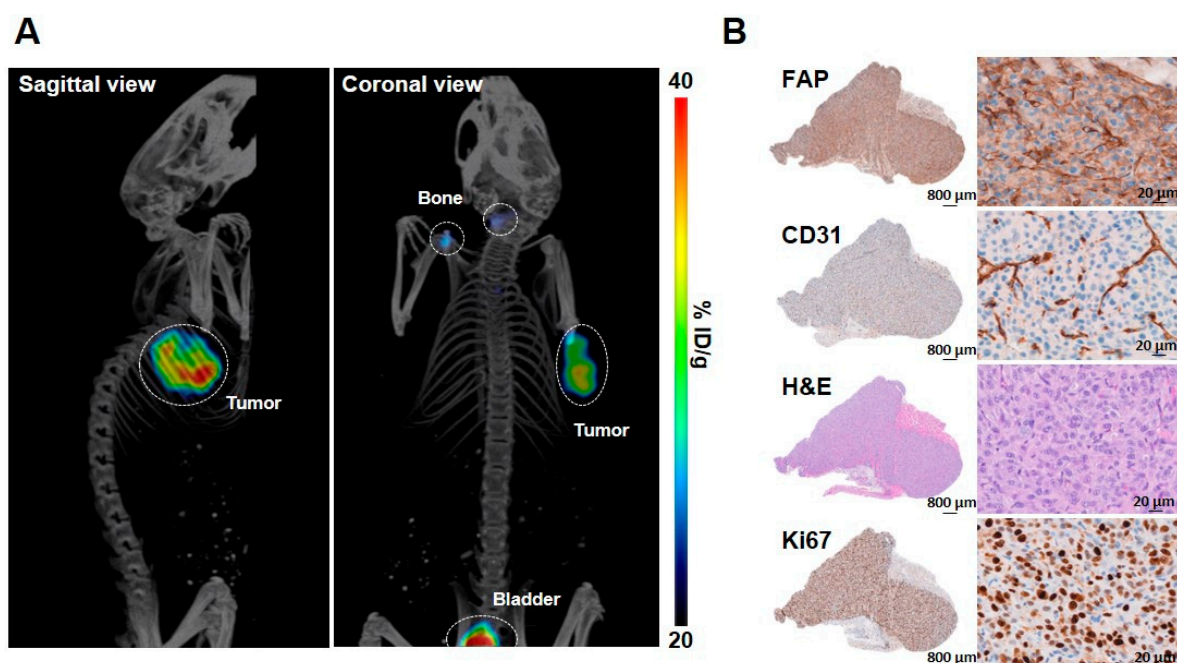 A
B
Sagittal view
Coronal view
40
Bone
Tumor
Tumor
Bladder
% ID/g
20
FAP
800 µm
20 µm
CD31
800 µm
20 µm
H&E
800 µm
20 µm
Ki67
800 µm
20 µm